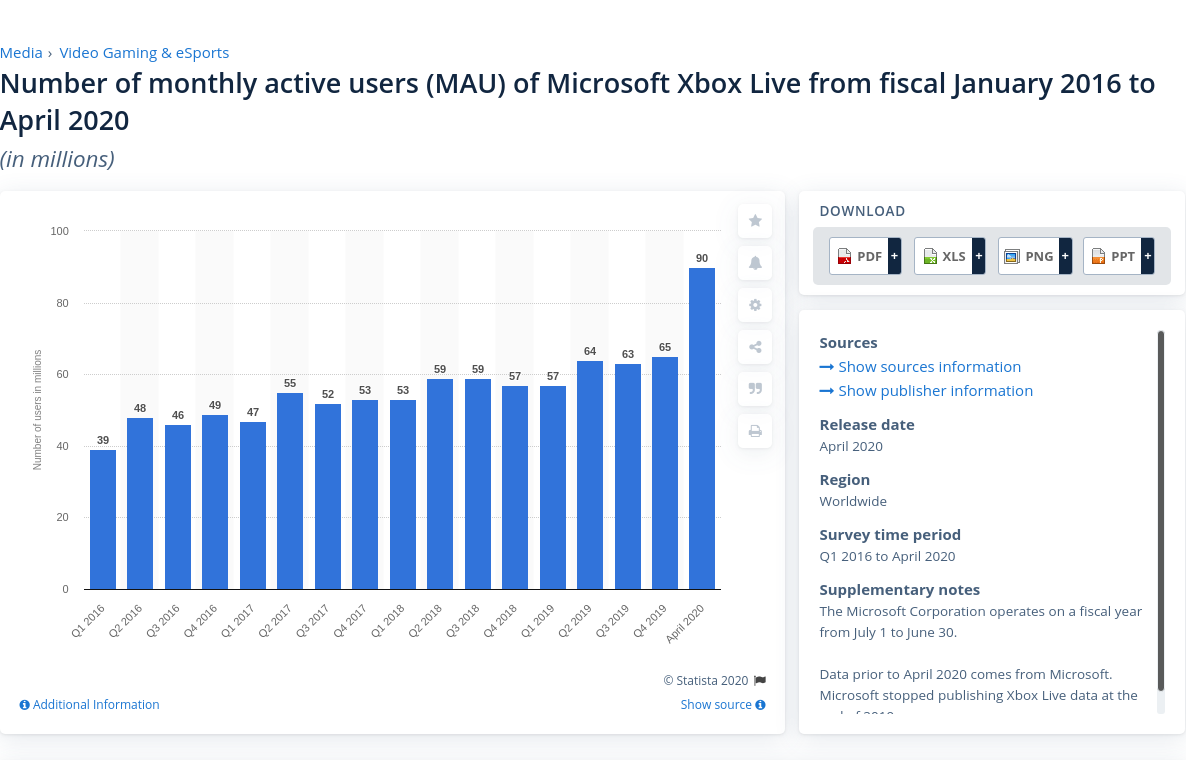 Media › Video Gaming & eSports
Number of monthly active users (MAU) of Microsoft Xbox Live from fiscal January 2016 to
April 2020
(in millions)
Number of users in millions
100
80
60
40
20
0
39
48
46
49
47
55
52
53
53
59
59
57
57
64
63
65
90
Q1 2016
Q2 2016
Q3 2016
Q4 2016
Q1 2017
Q2 2017
Q3 2017
Q4 2017
Q1 2018
Q2 2018
Q3 2018
Q4 2018
Q1 2019
Q2 2019
Q3 2019
Q4 2019
April 2020
© Statista 2020
Additional Information
Show source
DOWNLOAD
PDF +
XLS +
PNG +
PPT +
Sources
Show sources information
Show publisher information
Release date
April 2020
Region
Worldwide
Survey time period
Q1 2016 to April 2020
Supplementary notes
The Microsoft Corporation operates on a fiscal year
from July 1 to June 30.
Data prior to April 2020 comes from Microsoft.
Microsoft stopped publishing Xbox Live data at the